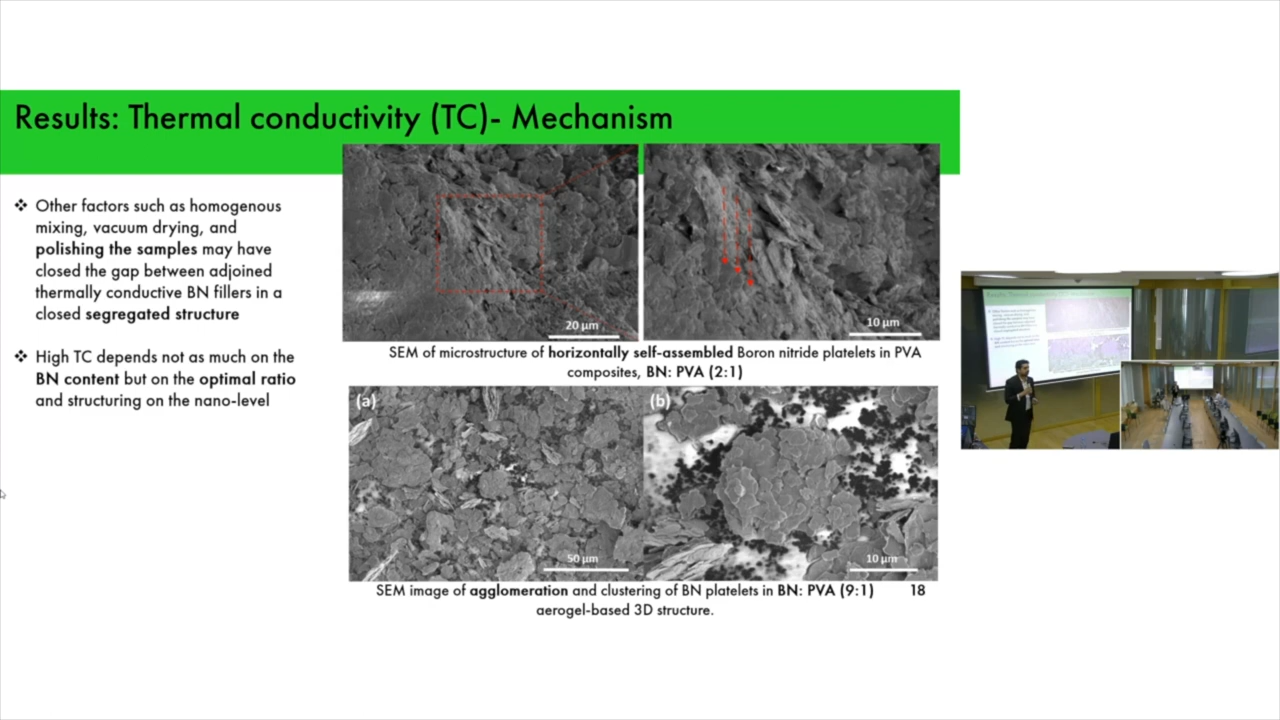 Results: Thermal conductivity (TC)- Mechanism
❖ Other factors such as homogenous
mixing, vacuum drying, and
polishing the samples may have
closed the gap between adjoined
thermally conductive BN fillers in a
closed segregated structure
❖ High TC depends not as much on the
BN content but on the optimal ratio
and structuring on the nano-level
20 µm
10 µm
SEM of microstructure of horizontally self-assembled Boron nitride platelets in PVA
composites, BN: PVA (2:1)
(a)
(b)
50 µm
10 µm
SEM image of agglomeration and clustering of BN platelets in BN: PVA (9:1)
aerogel-based 3D structure.
18